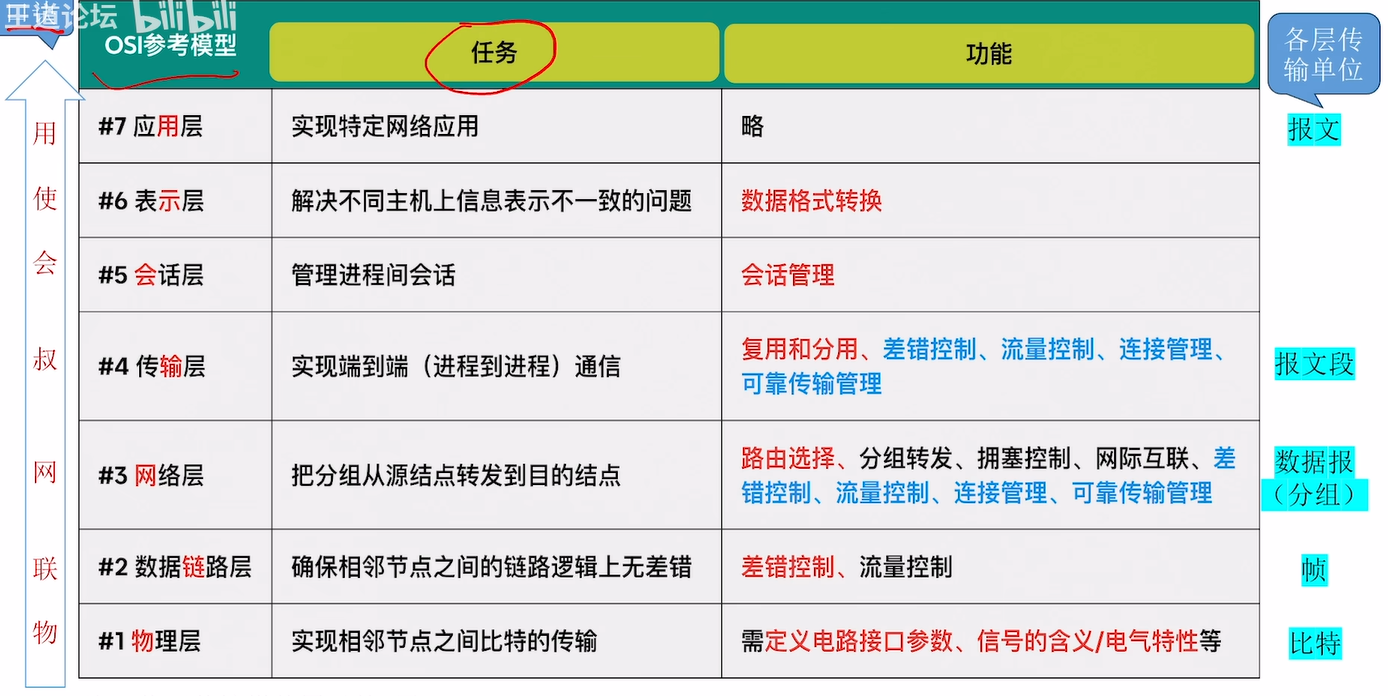 王道论坛
bilibili
OSI参考模型
任务
功能
各层传
输单位
用
#7 应用层
实现特定网络应用
略
报文
使
#6 表示层
解决不同主机上信息表示不一致的问题
数据格式转换
会
#5 会话层
管理进程间会话
会话管理
叔
#4 传输层
实现端到端（进程到进程）通信
复用和分用、差错控制、流量控制、连接管理、
可靠传输管理
报文段
网
#3 网络层
把分组从源结点转发到目的结点
路由选择、分组转发、拥塞控制、网际互联、差
错控制、流量控制、连接管理、可靠传输管理
数据报
（分组）
联
#2 数据链路层
确保相邻节点之间的链路逻辑上无差错
差错控制、流量控制
帧
物
#1 物理层
实现相邻节点之间比特的传输
需定义电路接口参数、信号的含义/电气特性等
比特